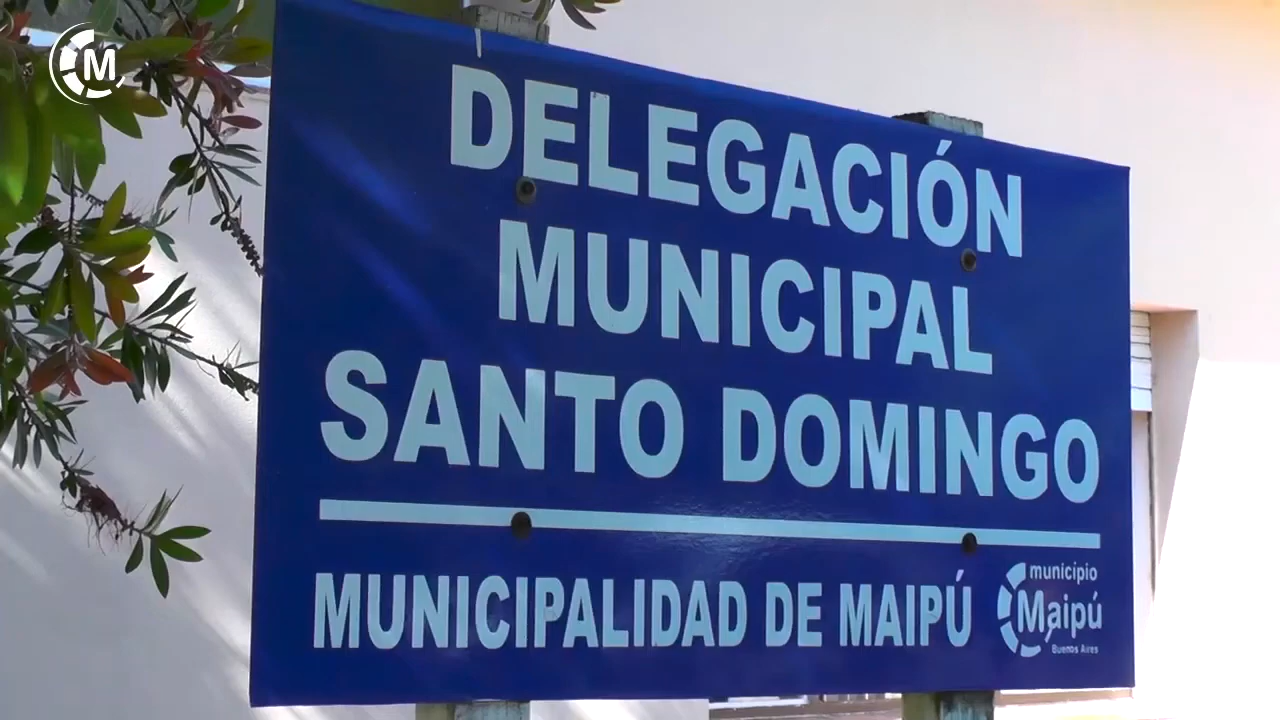 M
DELEGACIÓN
MUNICIPAL
SANTO DOMINGO
MUNICIPALIDAD DE MAIPÚ
municipio
Maipú
Buenos Aires